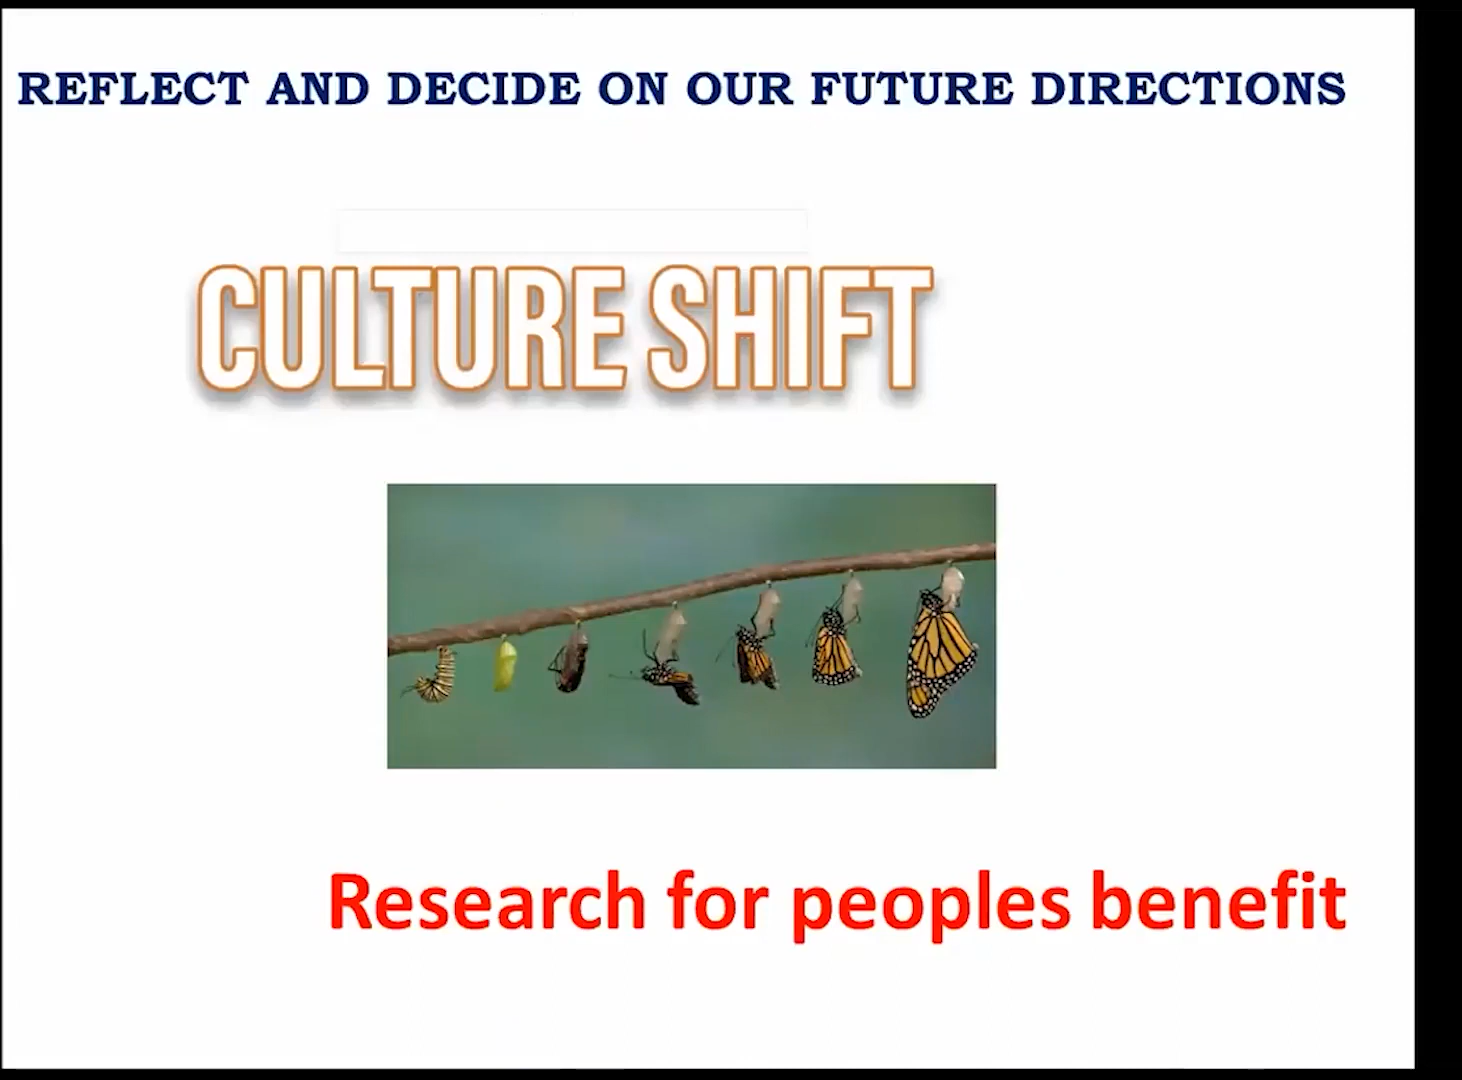 REFLECT AND DECIDE ON OUR FUTURE DIRECTIONS
CULTURE SHIFT
Research for peoples benefit